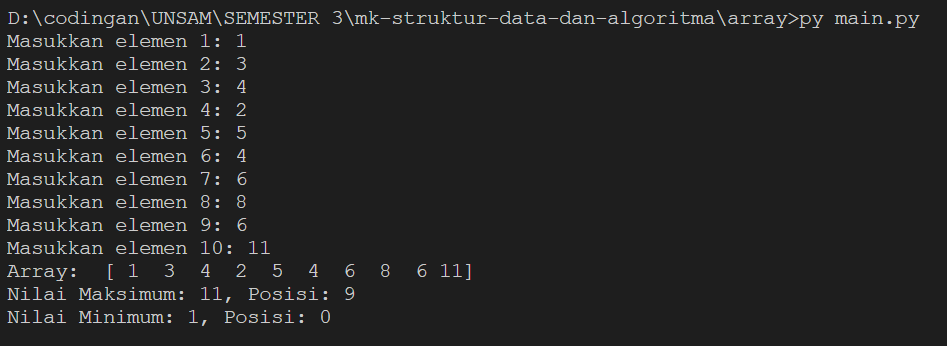 D:\codingan\UNSAM\SEMESTER 3\mk-struktur-data-dan-algoritma\array>py main.py
Masukkan elemen 1: 1
Masukkan elemen 2: 3
Masukkan elemen 3: 4
Masukkan elemen 4: 2
Masukkan elemen 5: 5
Masukkan elemen 6: 4
Masukkan elemen 7: 6
Masukkan elemen 8: 8
Masukkan elemen 9: 6
Masukkan elemen 10: 11
Array:  [ 1  3  4  2  5  4  6  8  6 11]
Nilai Maksimum: 11, Posisi: 9
Nilai Minimum: 1, Posisi: 0